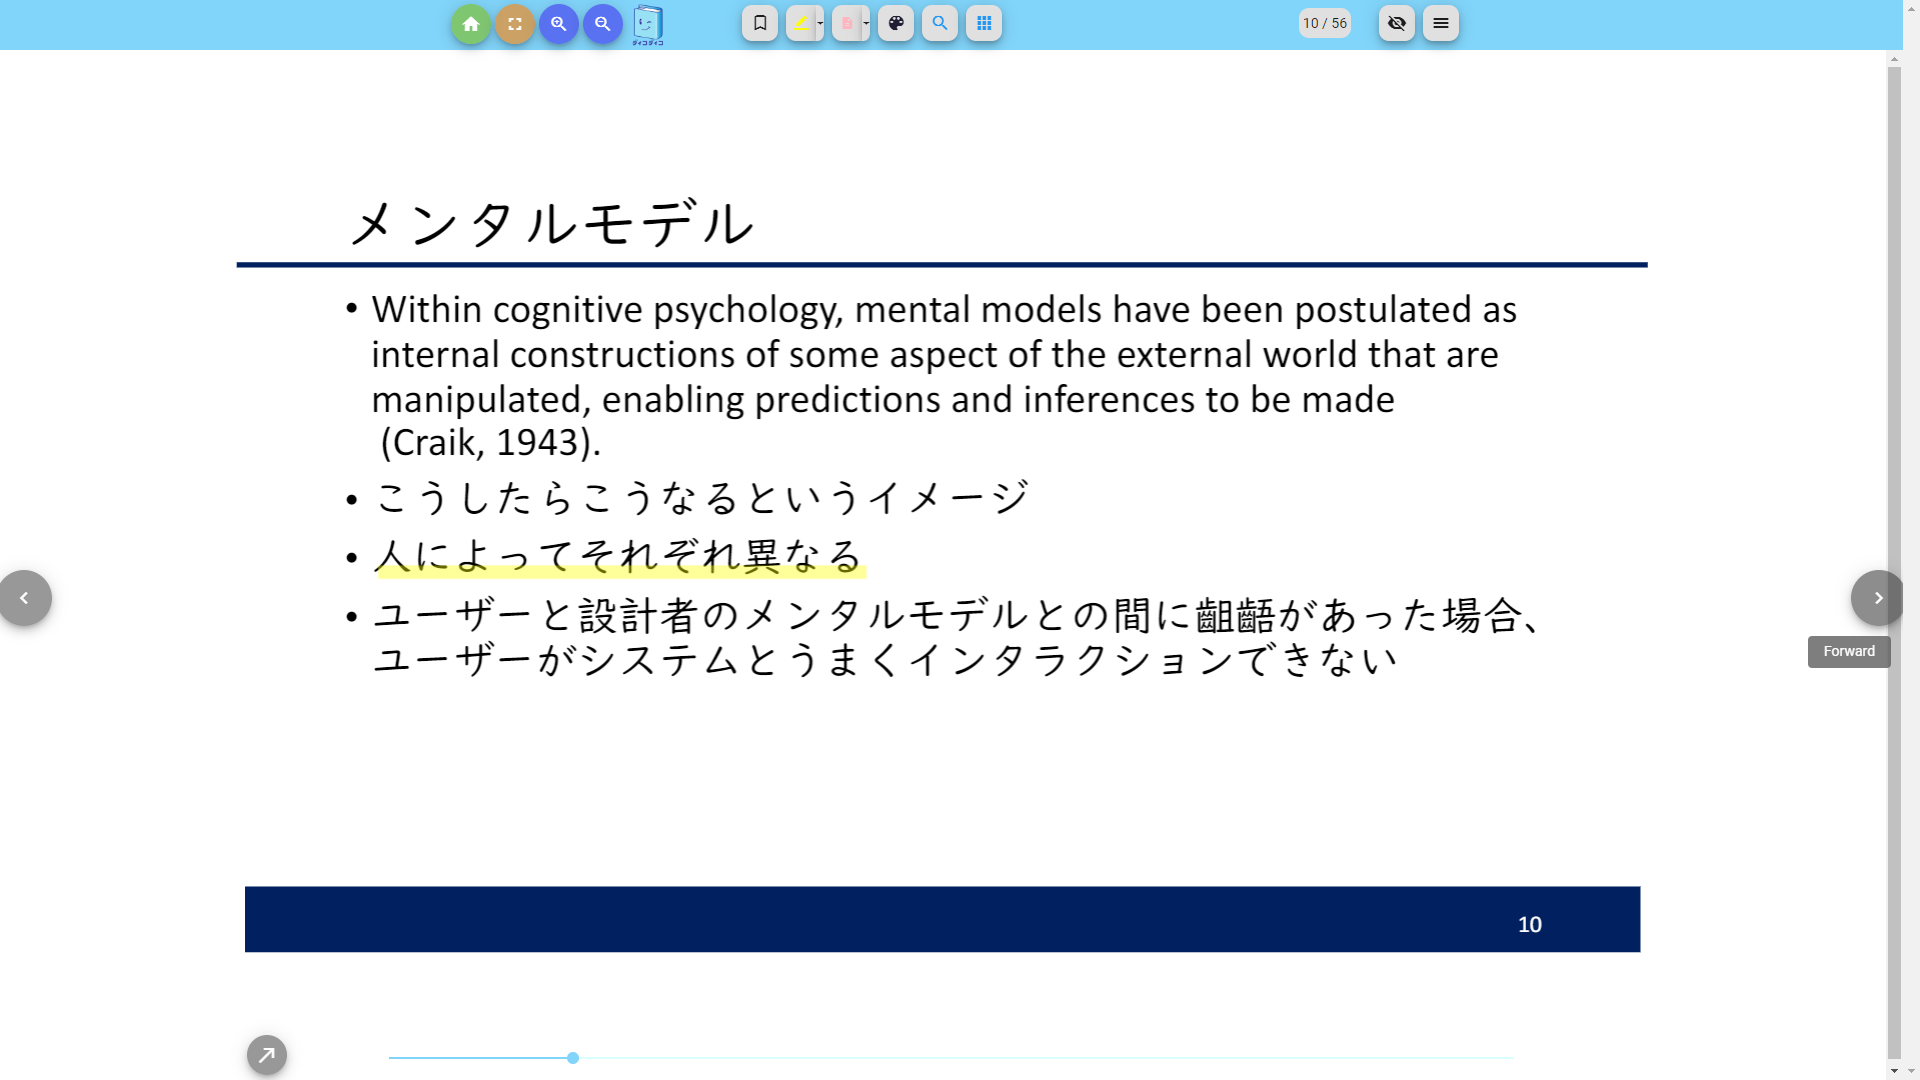 ダイコダイコ
10 / 56
メンタルモデル
• Within cognitive psychology, mental models have been postulated as
internal constructions of some aspect of the external world that are
manipulated, enabling predictions and inferences to be made
(Craik, 1943).
• こうしたらこうなるというイメージ
• 人によってそれぞれ異なる
• ユーザーと設計者のメンタルモデルとの間に齟齬があった場合、
ユーザーがシステムとうまくインタラクションできない
Forward
10